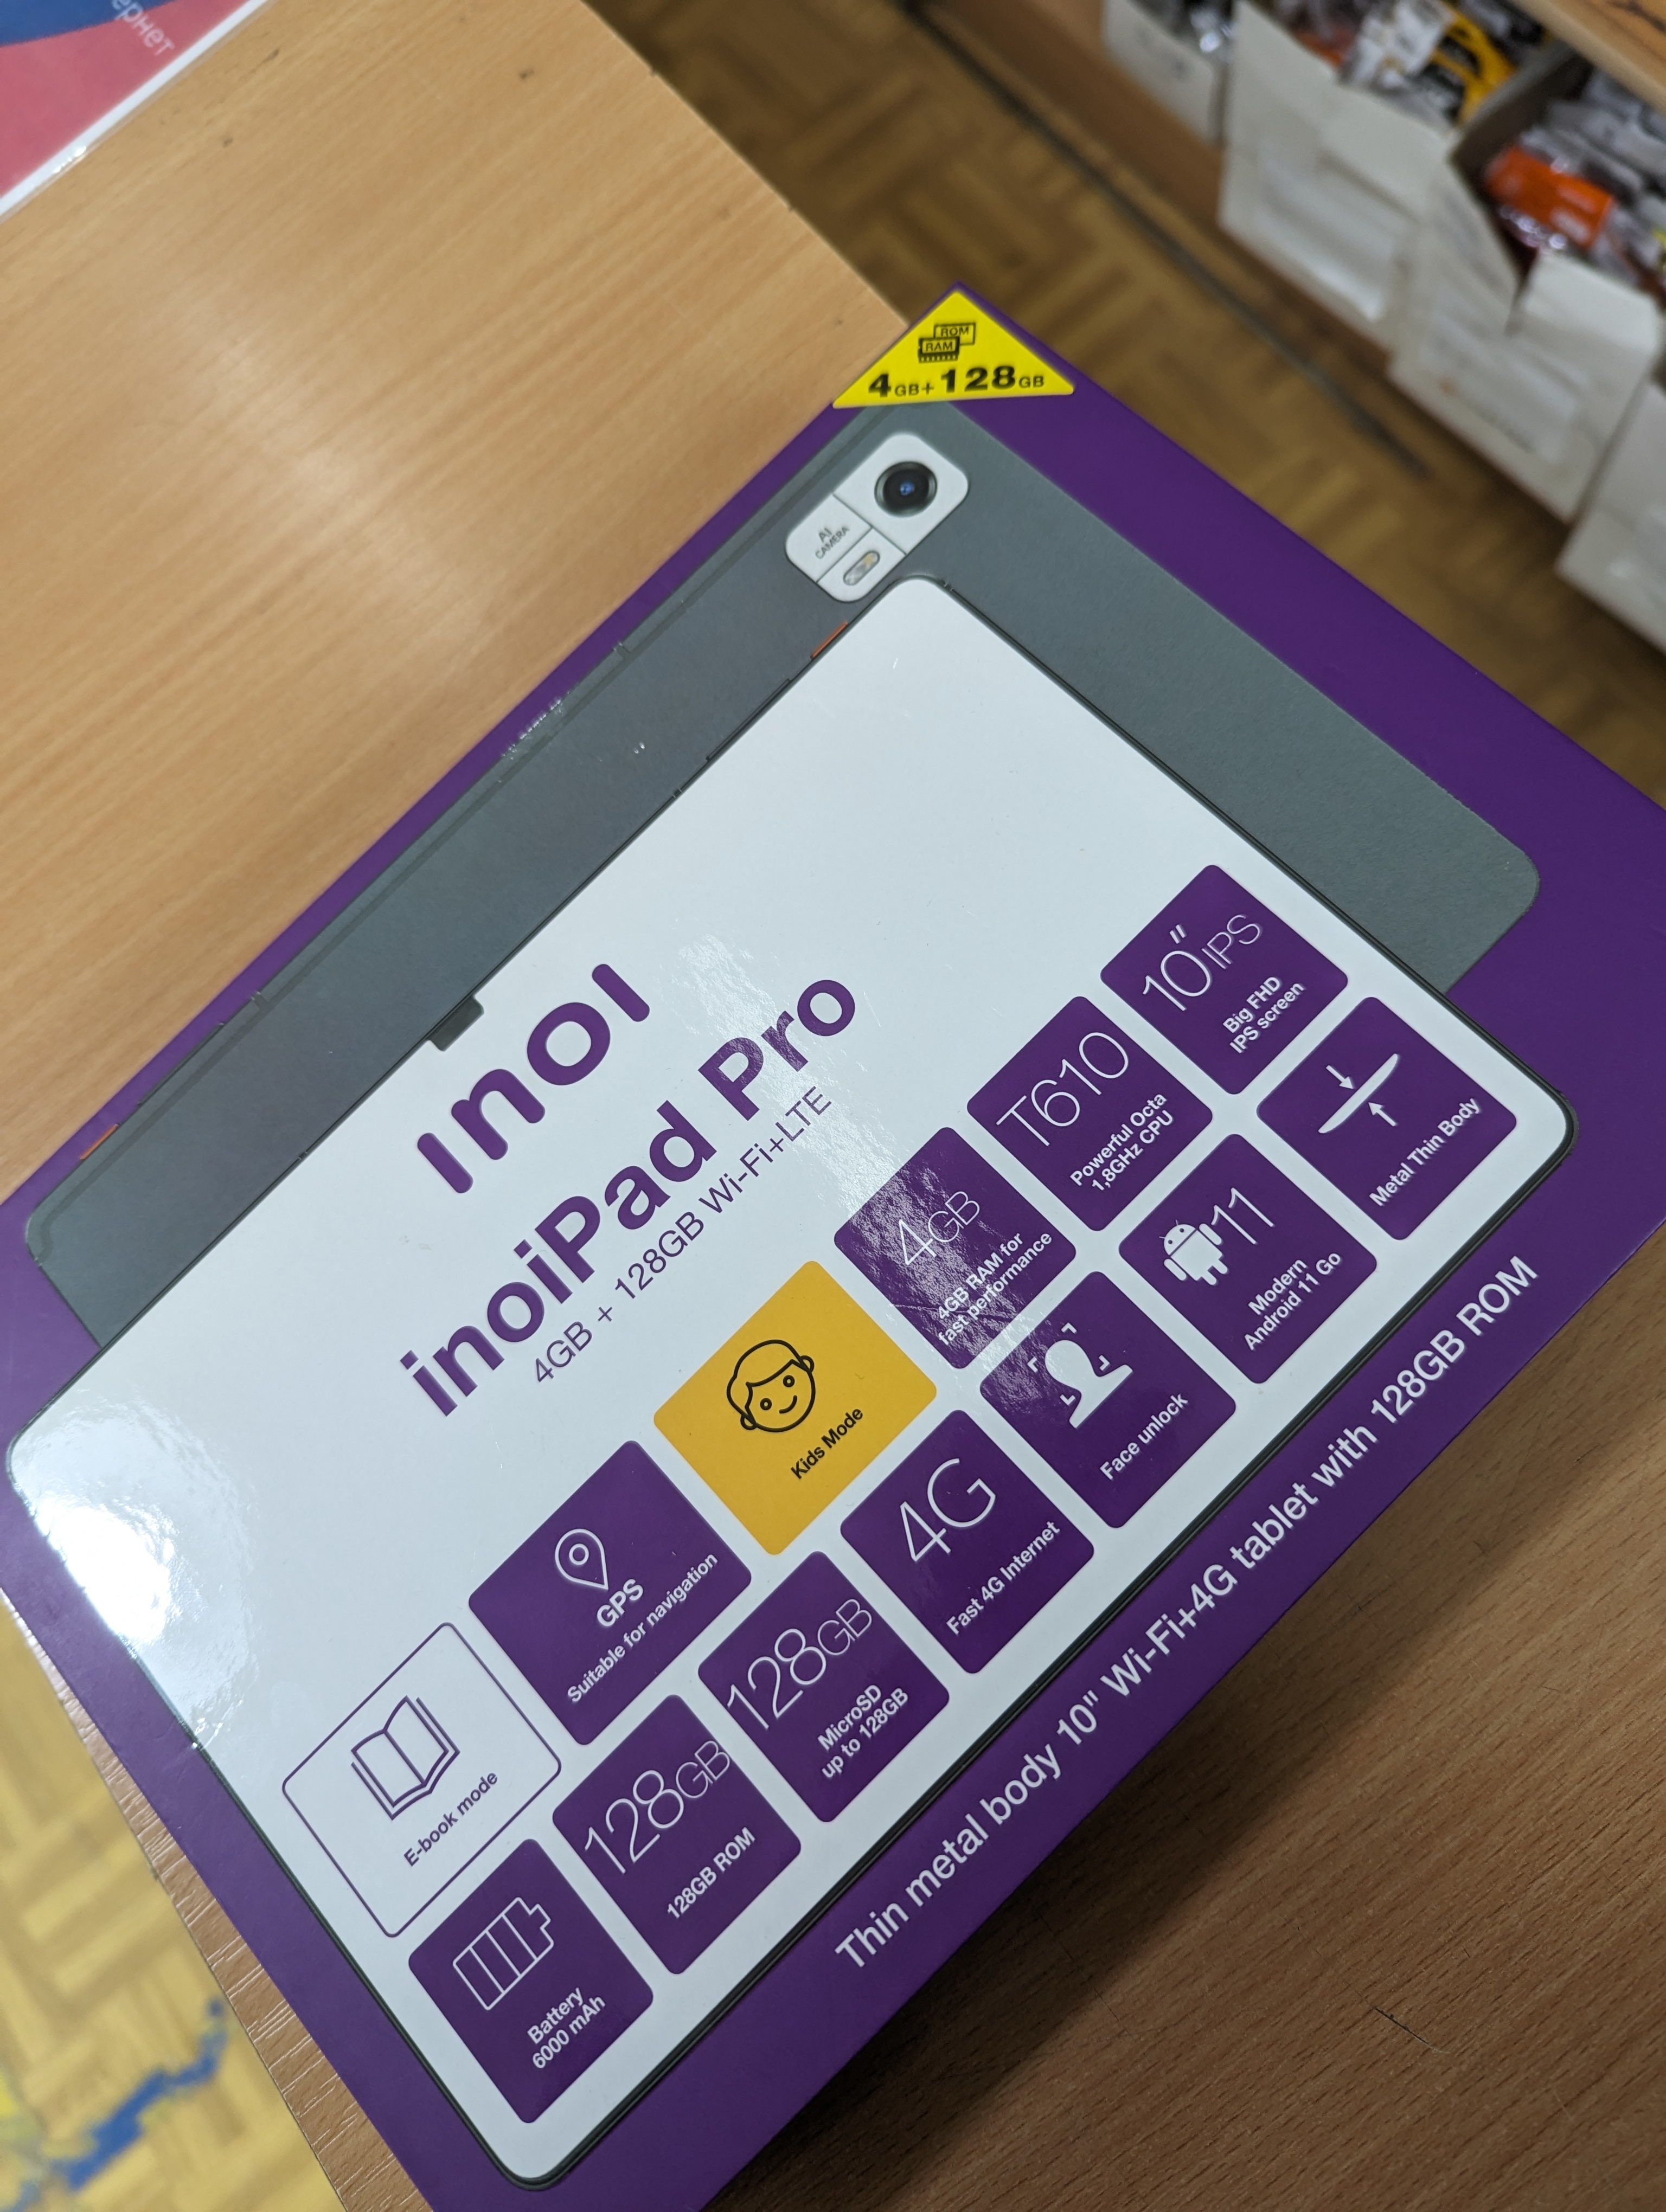 ернет
ROM
RAM
4GB+ 128GB
AI
CAMERA
INOI
inoiPad Pro
4GB + 128GB Wi-Fi+LTE
E-book mode
GPS
Suitable for navigation
Kids Mode
4GB
4GB RAM for
fast performance
T610
Powerful Octa
1,8GHz CPU
10" IPS
Big FHD
IPS screen
Battery
6000 mAh
128GB
128GB ROM
128GB
MicroSD
up to 128GB
4G
Fast 4G Internet
Face unlock
11
Modern
Android 11 Go
Metal Thin Body
Thin metal body 10" Wi-Fi+4G tablet with 128GB ROM